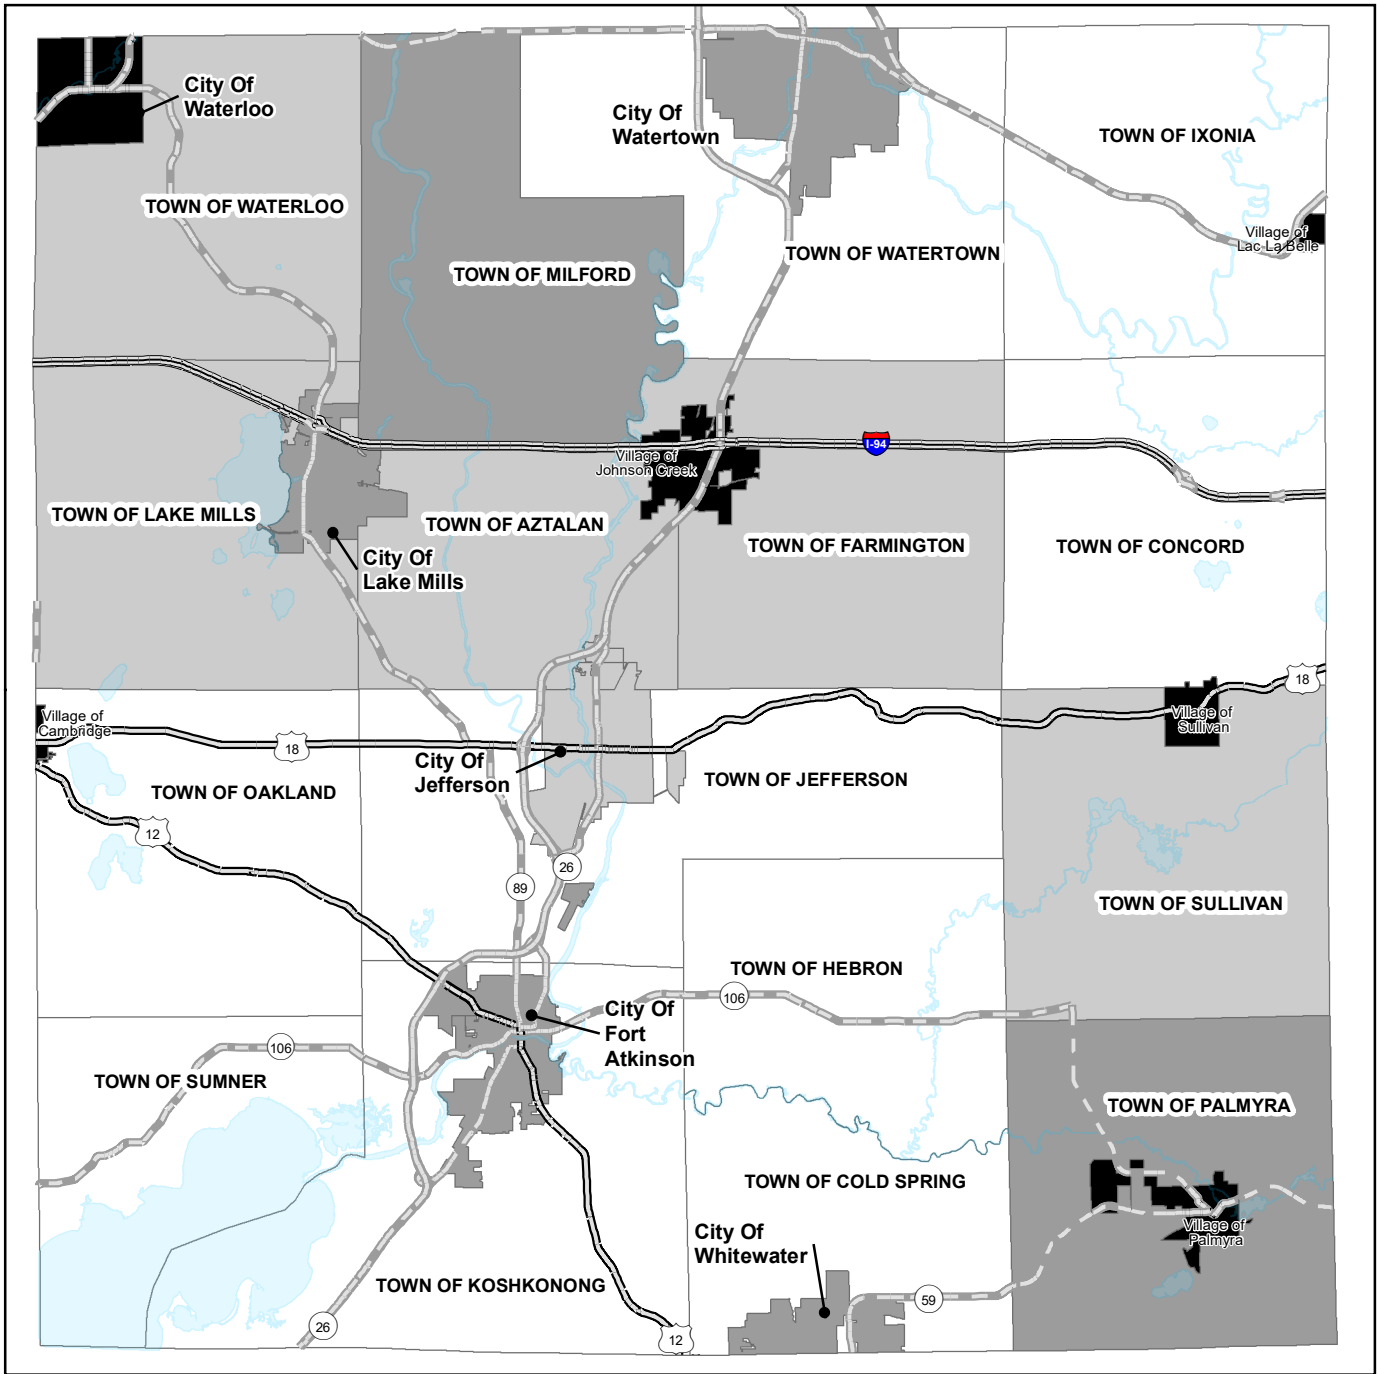 City Of
Waterloo
City Of
Watertown
TOWN OF IXONIA
TOWN OF WATERLOO
Village of
Lac La Belle
TOWN OF WATERTOWN
TOWN OF MILFORD
I-94
Village of
Johnson Creek
TOWN OF LAKE MILLS
TOWN OF AZTALAN
TOWN OF FARMINGTON
TOWN OF CONCORD
City Of
Lake Mills
18
Village of
Cambridge
Village of
Sullivan
18
City Of
Jefferson
TOWN OF JEFFERSON
TOWN OF OAKLAND
12
26
89
TOWN OF SULLIVAN
TOWN OF HEBRON
106
City Of
Fort
Atkinson
106
TOWN OF SUMNER
TOWN OF PALMYRA
TOWN OF COLD SPRING
City Of
Whitewater
Village of
Palmyra
TOWN OF KOSHKONONG
59
26
12